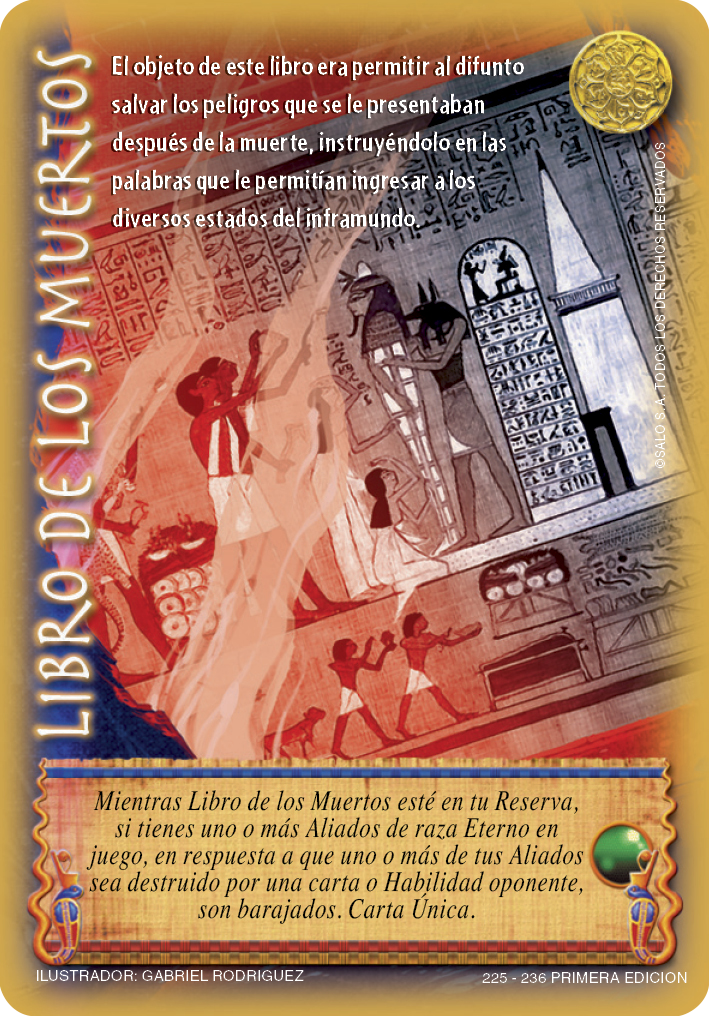 LIBRO DE LOS MUERTOS
El objeto de este libro era permitir al difunto
salvar los peligros que se le presentaban
después de la muerte, instruyéndolo en las
palabras que le permitían ingresar a los
diversos estados del inframundo.
©SALO S.A. TODOS LOS DERECHOS RESERVADOS
Mientras Libro de los Muertos esté en tu Reserva,
si tienes uno o más Aliados de raza Eterno en
juego, en respuesta a que uno o más de tus Aliados
sea destruido por una carta o Habilidad oponente,
son barajados. Carta Única.
ILUSTRADOR: GABRIEL RODRIGUEZ
225 - 236 PRIMERA EDICION